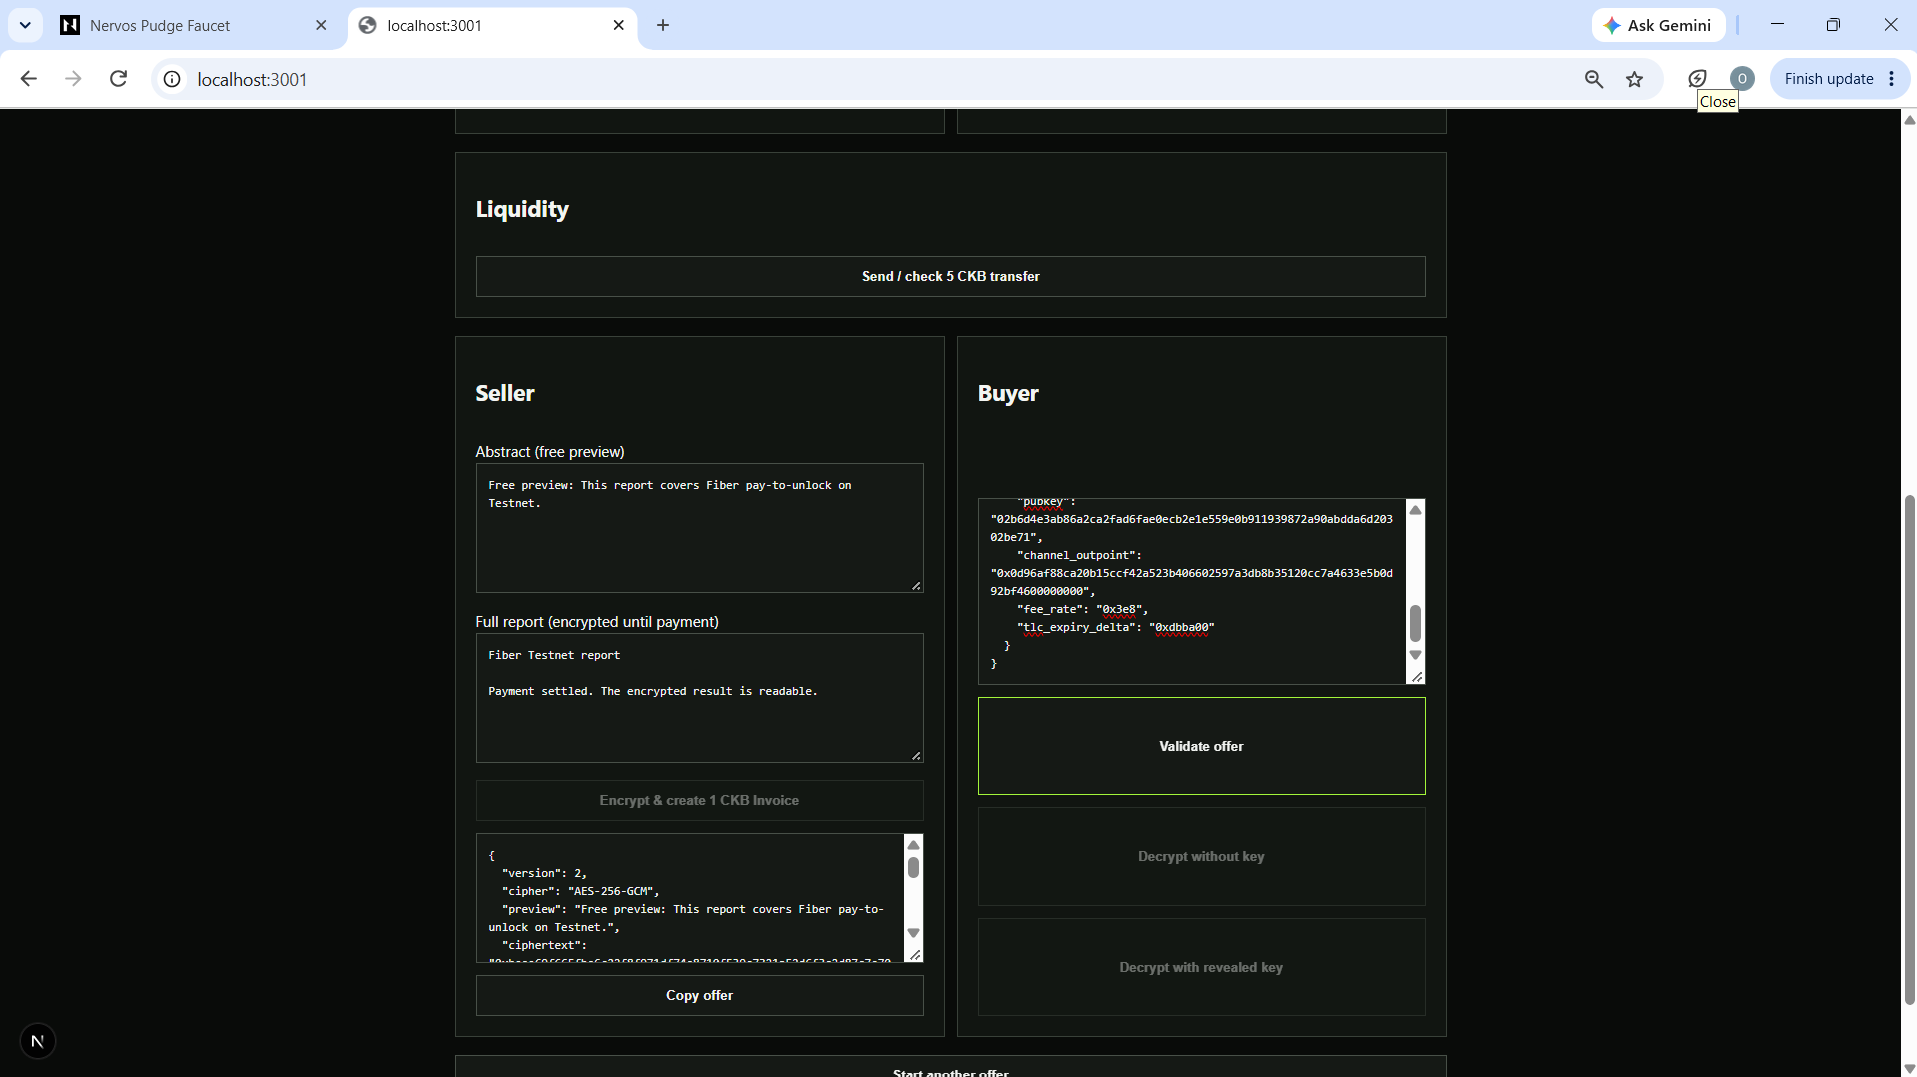 Nervos Pudge Faucet
localhost:3001
Ask Gemini
localhost:3001
O
Finish update
Close
Liquidity
Send / check 5 CKB transfer
Seller
Abstract (free preview)
Free preview: This report covers Fiber pay-to-unlock on
Testnet.
Full report (encrypted until payment)
Fiber Testnet report
Payment settled. The encrypted result is readable.
Encrypt & create 1 CKB Invoice
{
"version": 2,
"cipher": "AES-256-GCM",
"preview": "Free preview: This report covers Fiber pay-to-
unlock on Testnet.",
"ciphertext":
Copy offer
Buyer
"pubkey":
"02b6d4e3ab86a2ca2fad6fae0ecb2e1e559e0b911939872a90abdda6d203
02be71",
"channel_outpoint":
"0x0d96af88ca20b15ccf42a523b406602597a3db8b35120cc7a4633e5b0d
92bf4600000000",
"fee_rate": "0x3e8",
"tlc_expiry_delta": "0xdbba00"
}
}
Validate offer
Decrypt without key
Decrypt with revealed key
Start another offer
N